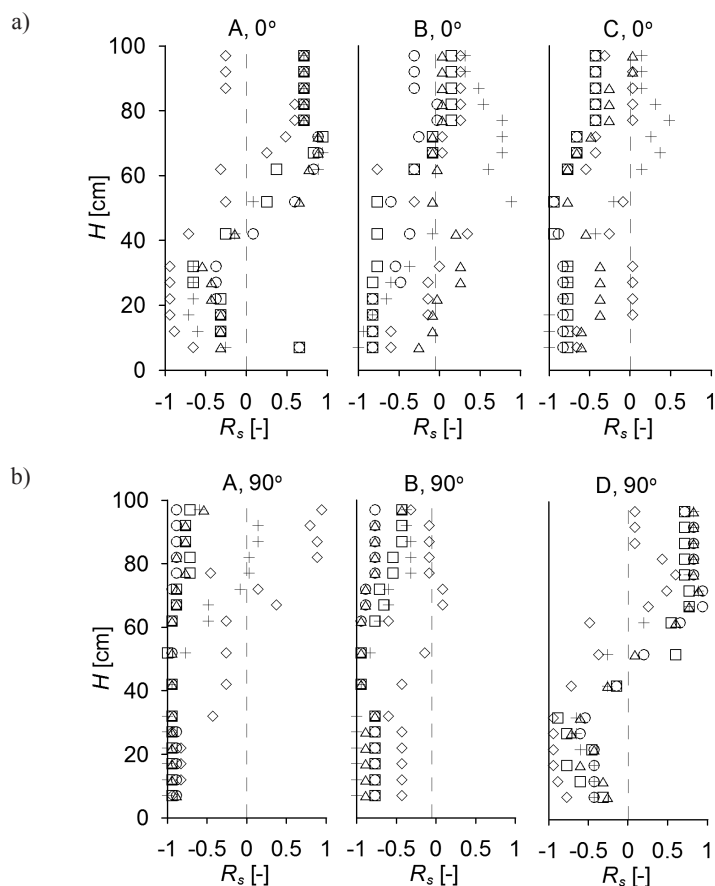 a)
A, 0° B, 0° C, 0°
100
80
60
40
20
0
H [cm]
-1 -0.5 0 0.5 1 -1 -0.5 0 0.5 1 -1 -0.5 0 0.5 1
Rs [-] Rs [-] Rs [-]
b)
A, 90° B, 90° D, 90°
100
80
60
40
20
0
H [cm]
-1 -0.5 0 0.5 1 -1 -0.5 0 0.5 1 -1 -0.5 0 0.5 1
Rs [-] Rs [-] Rs [-]